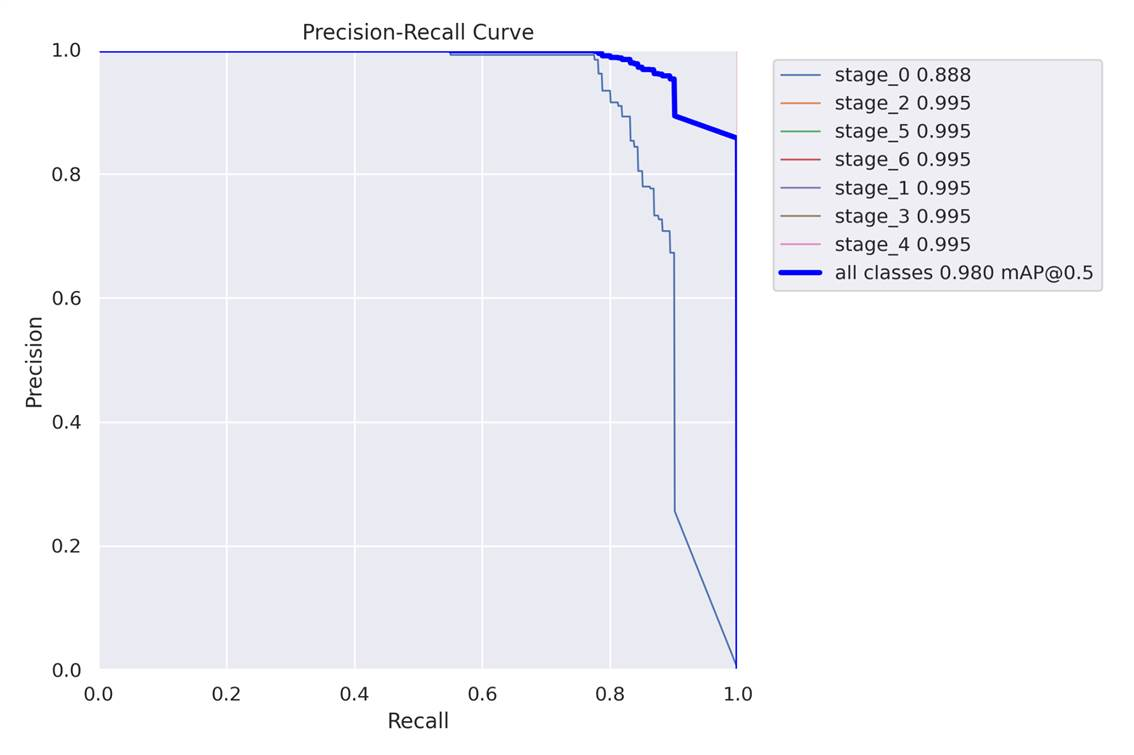 Precision-Recall Curve
1.0
0.8
0.6
0.4
0.2
0.0
Precision
0.0 0.2 0.4 0.6 0.8 1.0
Recall
stage_0 0.888
stage_2 0.995
stage_5 0.995
stage_6 0.995
stage_1 0.995
stage_3 0.995
stage_4 0.995
all classes 0.980 mAP@0.5